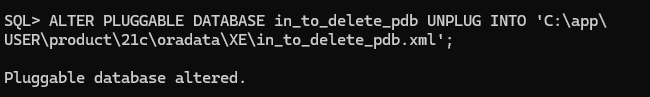 SQL> ALTER PLUGGABLE DATABASE in_to_delete_pdb UNPLUG INTO 'C:\app\
USER\product\21c\oradata\XE\in_to_delete_pdb.xml';
Pluggable database altered.